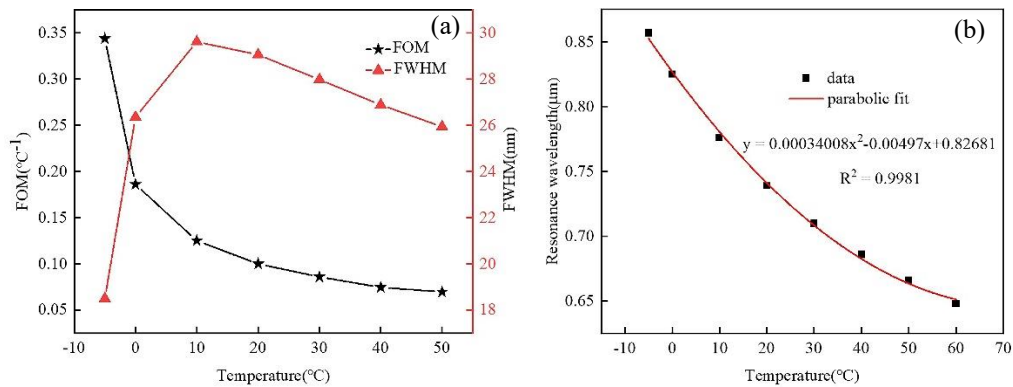 (a)
FOM
FWHM
0.35
0.30
0.25
0.20
0.15
0.10
0.05
FOM(℃⁻¹)
30
28
26
24
22
20
18
FWHM(nm)
-10 0 10 20 30 40 50
Temperature(℃)
(b)
data
parabolic fit
y = 0.00034008x²-0.00497x+0.82681
R² = 0.9981
0.85
0.80
0.75
0.70
0.65
Resonance wavelength(μm)
-10 0 10 20 30 40 50 60 70
Temperature(℃)